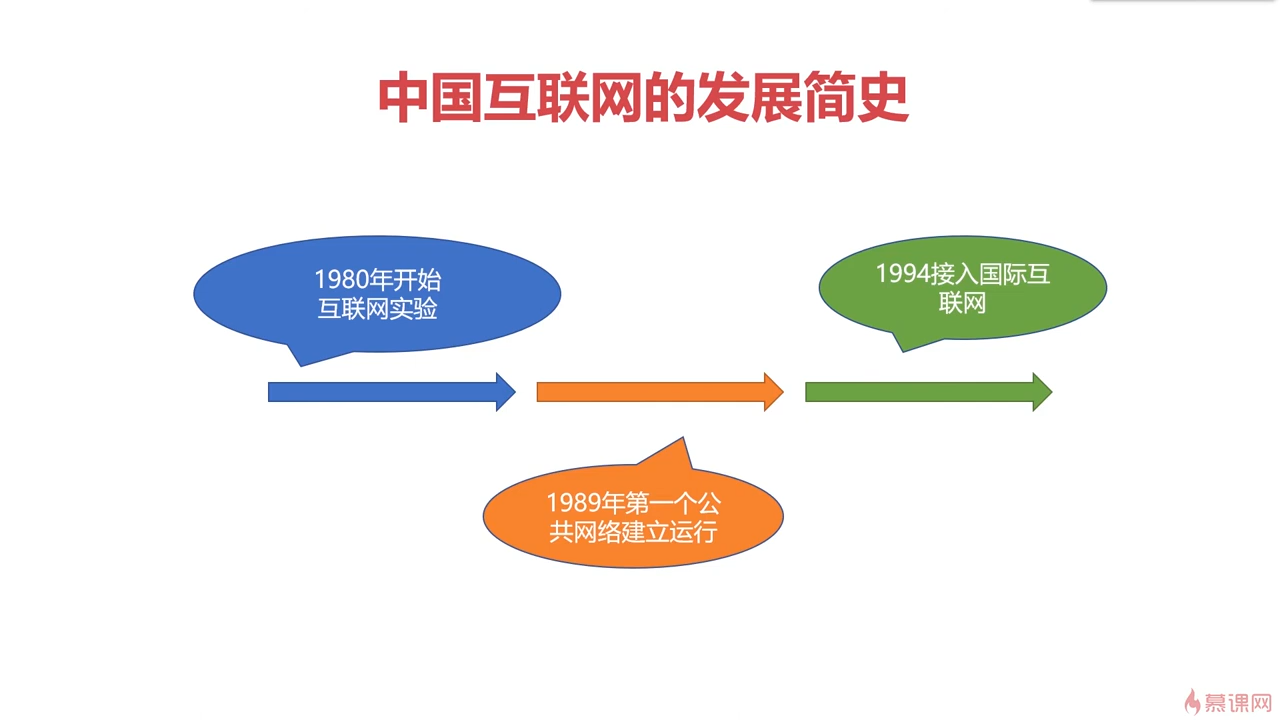 中国互联网的发展简史
1980年开始
互联网实验
1994接入国际互
联网
1989年第一个公
共网络建立运行
慕课网